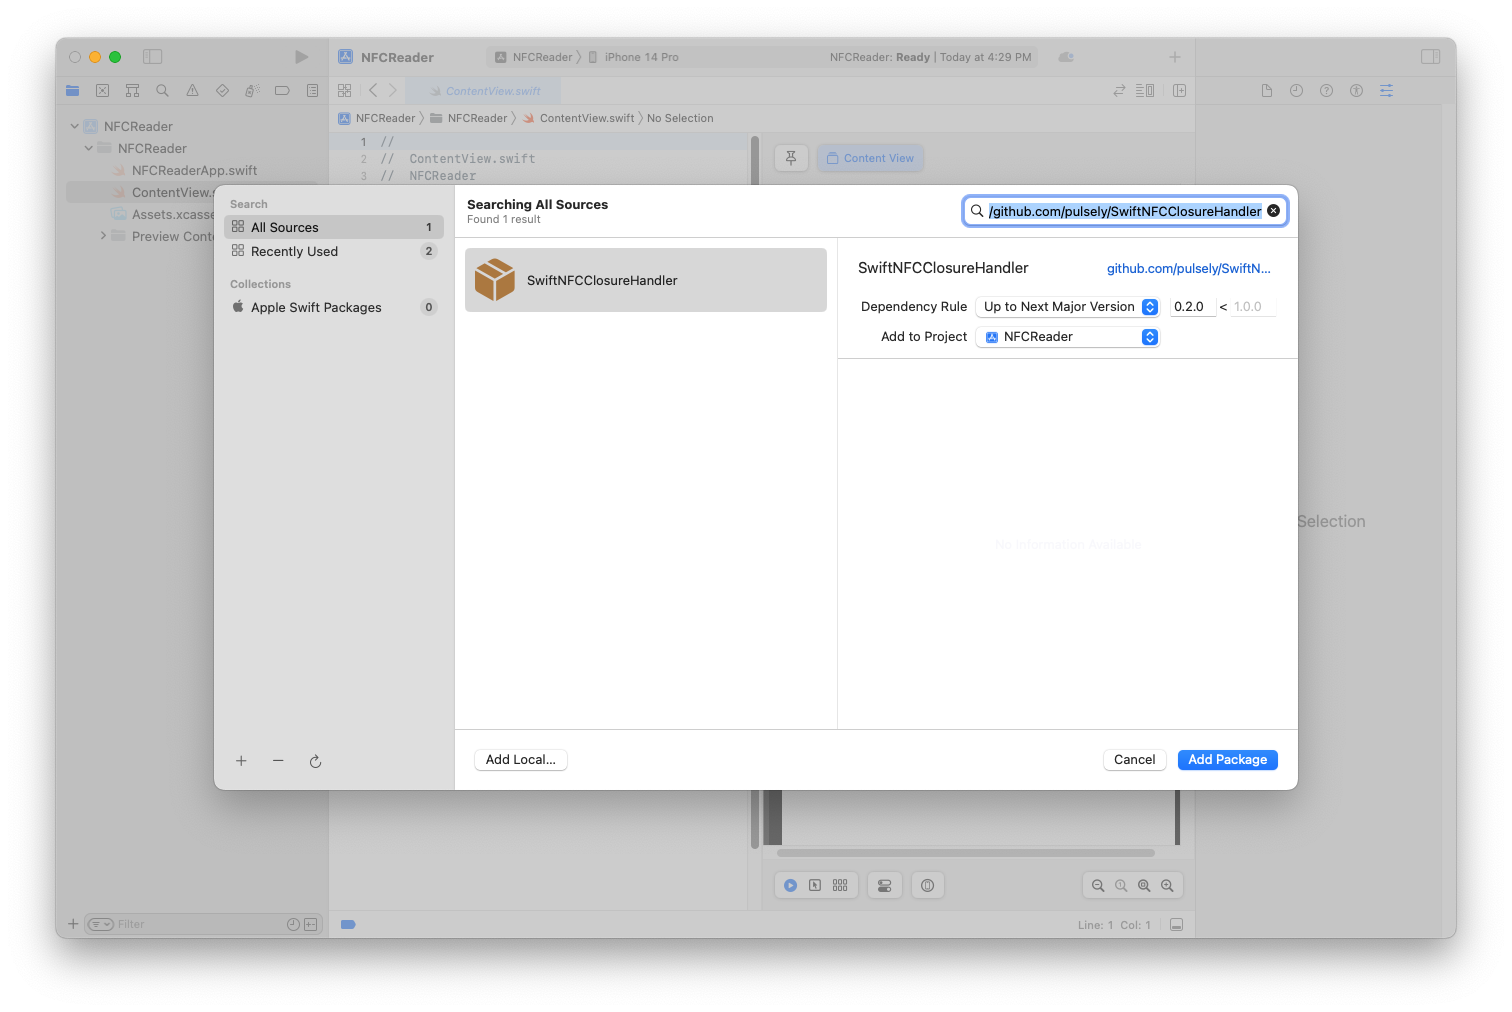 NFCReader
NFCReader
iPhone 14 Pro
NFCReader: Ready | Today at 4:29 PM
ContentView.swift
NFCReader
NFCReader
ContentView.swift
No Selection
NFCReader
NFCReader
NFCReaderApp.swift
ContentView.s
Assets.xcasse
Preview Conte
1 //
2 // ContentView.swift
3 // NFCReader
Content View
Search
All Sources 1
Recently Used 2
Collections
Apple Swift Packages 0
Searching All Sources
Found 1 result
/github.com/pulsely/SwiftNFCClosureHandler
SwiftNFCClosureHandler
SwiftNFCClosureHandler
github.com/pulsely/SwiftN...
Dependency Rule Up to Next Major Version 0.2.0 < 1.0.0
Add to Project NFCReader
No Information Available
Selection
Add Local...
Cancel
Add Package
Filter
Line: 1 Col: 1